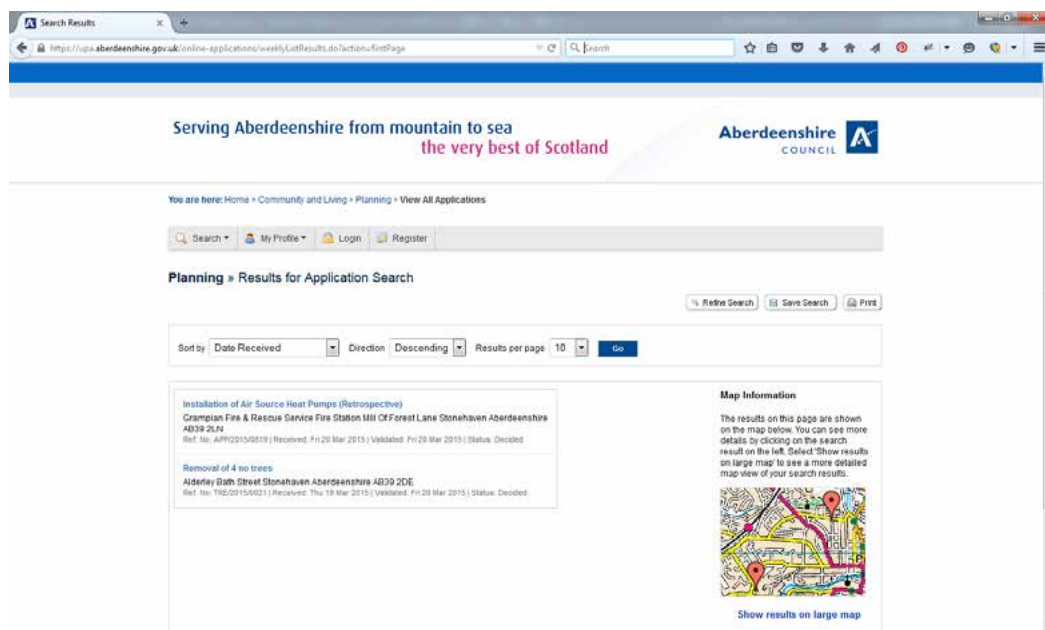 Search Results
https://upa.aberdeenshire.gov.uk/online-applications/weeklyListResults.do?action=firstPage
Search
Serving Aberdeenshire from mountain to sea
the very best of Scotland
Aberdeenshire
COUNCIL
You are here: Home > Community and Living > Planning > View All Applications
Search
My Profile
Login
Register
Planning » Results for Application Search
Refine Search
Save Search
Print
Sort by Date Received Direction Descending Results per page 10 Go
Installation of Air Source Heat Pumps (Retrospective)
Grampian Fire & Rescue Service Fire Station Mill Of Forest Lane Stonehaven Aberdeenshire
AB39 2LN
Ref. No: APP/2015/0819 | Received: Fri 20 Mar 2015 | Validated: Fri 20 Mar 2015 | Status: Decided
Removal of 4 no trees
Alderley Bath Street Stonehaven Aberdeenshire AB39 2DE
Ref. No: TRE/2015/0021 | Received: Thu 19 Mar 2015 | Validated: Fri 20 Mar 2015 | Status: Decided
Map Information
The results on this page are shown
on the map below. You can see more
details by clicking on the search
result on the left. Select 'Show results
on large map' to see a more detailed
map view of your search results.
Show results on large map